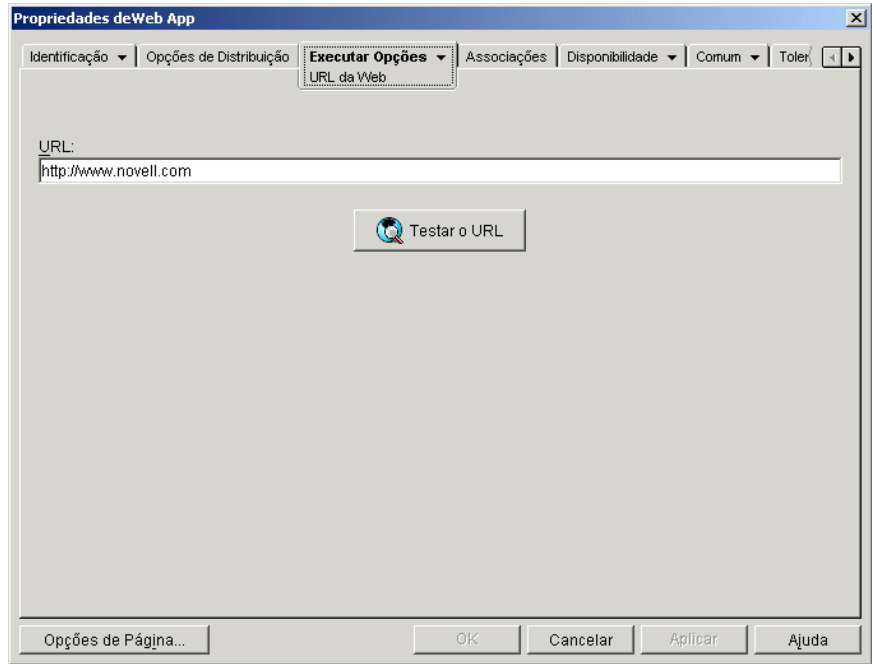 Propriedades deWeb App
Identificação Opções de Distribuição Executar Opções Associações Disponibilidade Comum Toler
URL da Web
URL:
http://www.novell.com
Testar o URL
Opções de Página... OK Cancelar Aplicar Ajuda